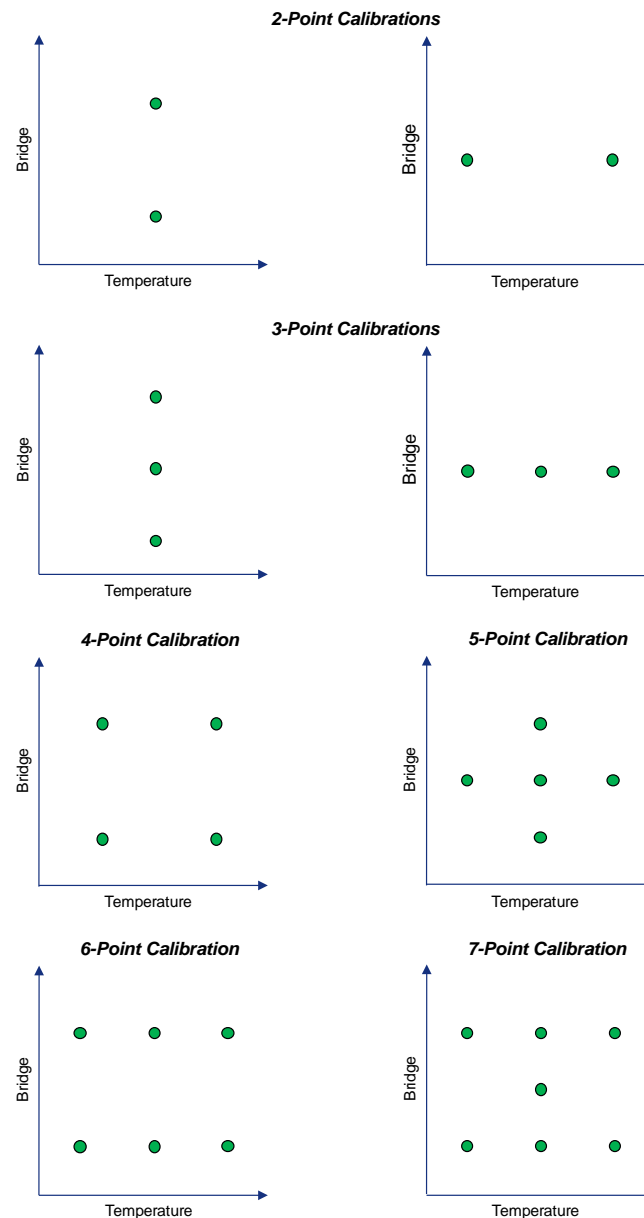 2-Point Calibrations
Bridge
Temperature
Bridge
Temperature
3-Point Calibrations
Bridge
Temperature
Bridge
Temperature
4-Point Calibration
Bridge
Temperature
5-Point Calibration
Bridge
Temperature
6-Point Calibration
Bridge
Temperature
7-Point Calibration
Bridge
Temperature